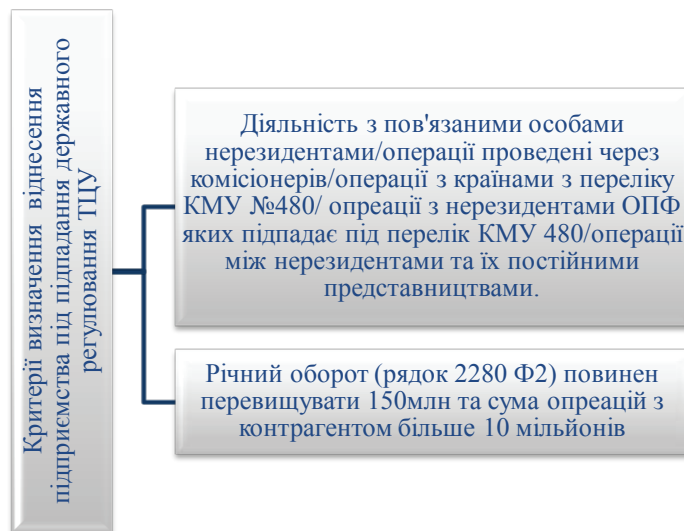 Критерії визначення віднесення
підприємства під підпадання державного
регулювання ТЦУ
Діяльність з пов'язаними особами
нерезидентами/операції проведені через
комісіонерів/операції з країнами з переліку
КМУ №480/ опреації з нерезидентами ОПФ
яких підпадає під перелік КМУ 480/операції
між нерезидентами та їх постійними
представництвами.
Річний оборот (рядок 2280 Ф2) повинен
перевищувати 150млн та сума опреацій з
контрагентом більше 10 мільйонів